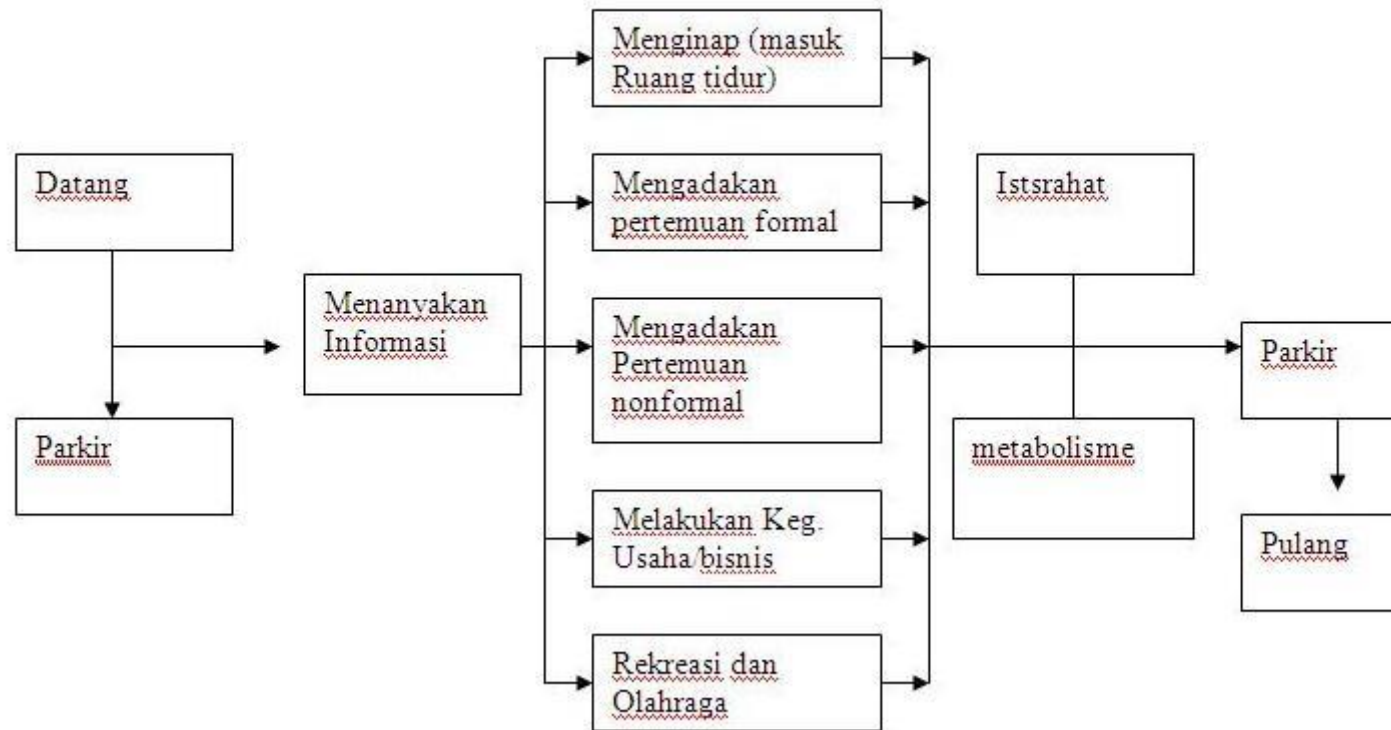 Datang
Parkir
Menanyakan
Informasi
Menginap (masuk
Ruang tidur)
Mengadakan
pertemuan formal
Mengadakan
Pertemuan
nonformal
Melakukan Keg.
Usaha/bisnis
Rekreasi dan
Olahraga
Istsrahat
metabolisme
Parkir
Pulang